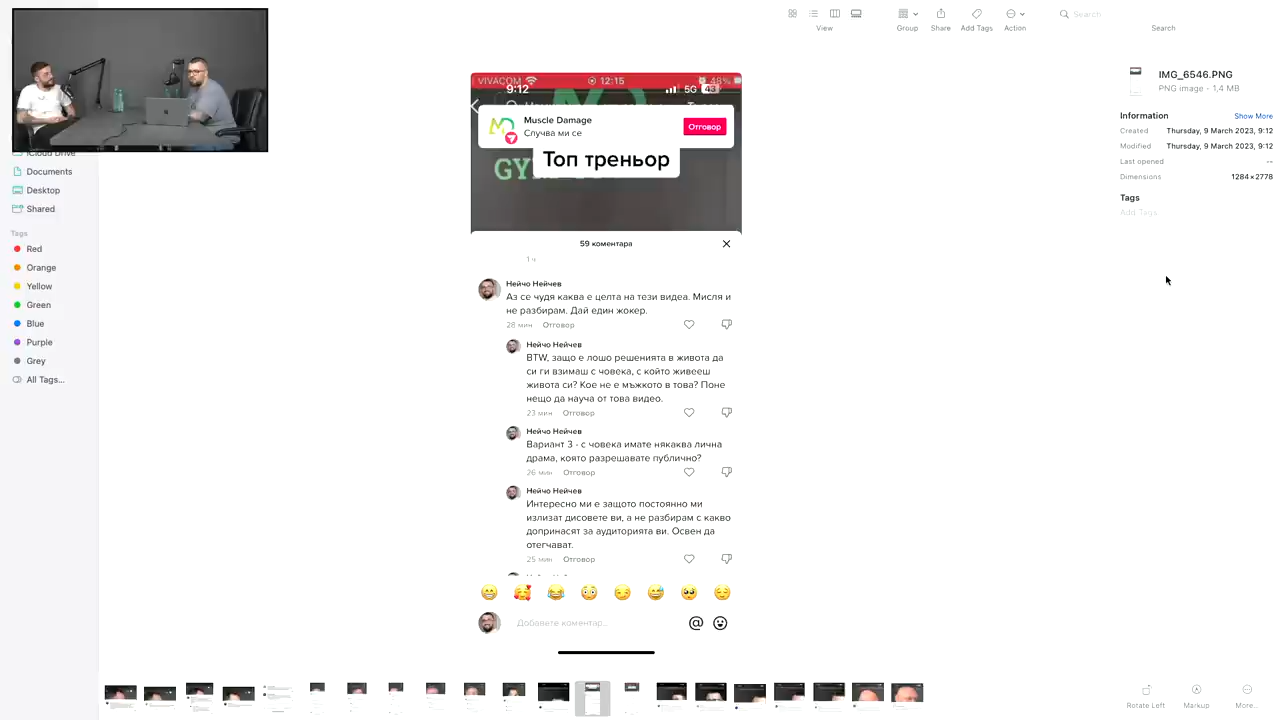 View
Group
Share
Add Tags
Action
Search
Search
iCloud Drive
Documents
Desktop
Shared
Tags
Red
Orange
Yellow
Green
Blue
Purple
Grey
All Tags...
VIVACOM
12:15
48%
9:12
5G
43
Muscle Damage
Случва ми се
Отговор
Топ треньор
59 коментара
1 ч
Нейчо Нейчев
Аз се чудя каква е целта на тези видеа. Мисля и
не разбирам. Дай един жокер.
28 мин Отговор
Нейчо Нейчев
BTW, защо е лошо решенията в живота да
си ги взимаш с човека, с който живееш
живота си? Кое не е мъжкото в това? Поне
нещо да науча от това видео.
23 мин Отговор
Нейчо Нейчев
Вариант 3 - с човека имате някаква лична
драма, която разрешавате публично?
26 мин Отговор
Нейчо Нейчев
Интересно ми е защото постоянно ми
излизат дисовете ви, а не разбирам с какво
допринасят за аудиторията ви. Освен да
отегчават.
25 мин Отговор
Добавете коментар...
IMG_6546.PNG
PNG image - 1,4 MB
Information
Show More
Created Thursday, 9 March 2023, 9:12
Modified Thursday, 9 March 2023, 9:12
Last opened --
Dimensions 1284×2778
Tags
Add Tags...
Rotate Left
Markup
More...